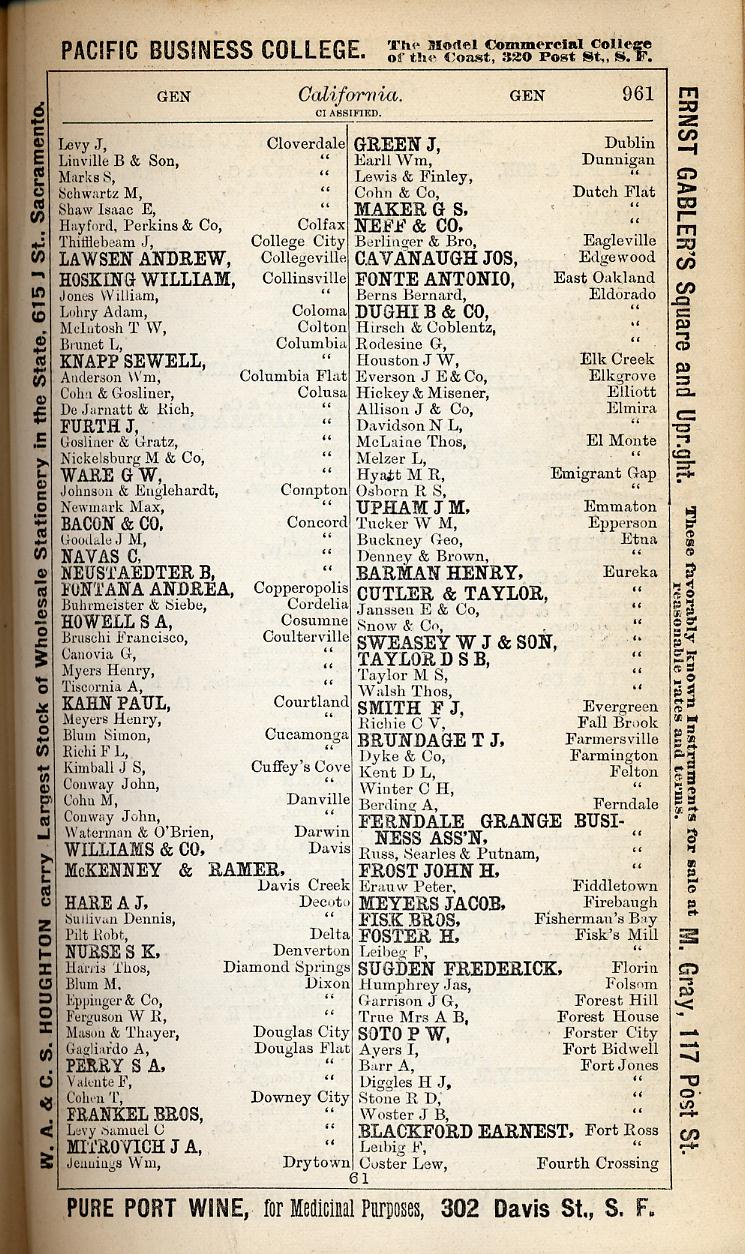 PACIFIC BUSINESS COLLEGE. The Model Commercial College
of the Coast, 320 Post St., S. F.
GEN California. GEN 961
CLASSIFIED.
Levy J, Cloverdale
Linville B & Son, “
Marks S, “
Schwartz M, “
Shaw Isaac E, “
Hayford, Perkins & Co, Colfax
Thifflebeam J, College City
LAWSEN ANDREW, Collegeville
HOSKING WILLIAM, Collinsville
Jones William, “
Lohry Adam, Coloma
McIntosh T W, Colton
Brunet L, Columbia
KNAPP SEWELL, “
Anderson Wm, Columbia Flat
Cohn & Gosliner, Colusa
De Jarnatt & Rich, “
FURTH J, “
Gosliner & Gratz, “
Nickelsburg M & Co, “
WARE G W, “
Johnson & Englehardt, Compton
Newmark Max, “
BACON & CO, Concord
Goodale J M, “
NAVAS C, “
NEUSTAEDTER B, “
FONTANA ANDREA, Copperopolis
Buhrmeister & Siebe, Cordelia
HOWELL S A, Cosumne
Bruschi Francisco, Coulterville
Canovia G, “
Myers Henry, “
Tiscornia A, “
KAHN PAUL, Courtland
Meyers Henry, “
Blum Simon, Cucamonga
Richi F L, “
Kimball J S, Cuffey's Cove
Conway John, “
Cohn M, Danville
Conway John, “
Waterman & O'Brien, Darwin
WILLIAMS & CO, Davis
McKENNEY & RAMER,
Davis Creek
HARE A J, Decoto
Sullivan Dennis, “
Pilt Robt, Delta
NURSE S K, Denverton
Harris Thos, Diamond Springs
Blum M. Dixon
Eppinger & Co, “
Ferguson W R, “
Mason & Thayer, Douglas City
Gagliardo A, Douglas Flat
PERRY S A, “
Valente F, “
Cohen T, Downey City
FRANKEL BROS, “
Levy Samuel C “
MITROVICH J A, “
Jennings Wm, Drytown
GREEN J, Dublin
Earll Wm, Dunnigan
Lewis & Finley, “
Cohn & Co, Dutch Flat
MAKER G S, “
NEFF & CO, “
Berlinger & Bro, Eagleville
CAVANAUGH JOS, Edgewood
FONTE ANTONIO, East Oakland
Berns Bernard, Eldorado
DUGHI B & CO, “
Hirsch & Coblentz, “
Rodesine G, “
Houston J W, Elk Creek
Everson J E & Co, Elkgrove
Hickey & Misener, Elliott
Allison J & Co, Elmira
Davidson N L, “
McLaine Thos, El Monte
Melzer L, “
Hyatt M R, Emigrant Gap
Osborn R S, “
UPHAM J M, Emmaton
Tucker W M, Epperson
Buckney Geo, Etna
Denney & Brown, “
BARMAN HENRY, Eureka
CUTLER & TAYLOR, “
Janssen E & Co, “
Snow & Co, “
SWEASEY W J & SON, “
TAYLOR D S B, “
Taylor M S, “
Walsh Thos, “
SMITH F J, Evergreen
Richie C V, Fall Brook
BRUNDAGE T J, Farmersville
Dyke & Co, Farmington
Kent D L, Felton
Winter C H, “
Berding A, Ferndale
FERNDALE GRANGE BUSI-
NESS ASS'N, “
Russ, Searles & Putnam, “
FROST JOHN H, “
Erauw Peter, Fiddletown
MEYERS JACOB, Firebaugh
FISK BROS, Fisherman's Bay
FOSTER H, Fisk's Mill
Leibeg F, “
SUGDEN FREDERICK, Florin
Humphrey Jas, Folsom
Garrison J G, Forest Hill
True Mrs A B, Forest House
SOTO P W, Forster City
Ayers I, Fort Bidwell
Barr A, Fort Jones
Diggles H J, “
Stone R D, “
Woster J B, “
BLACKFORD EARNEST, Fort Ross
Leibig F, “
Coster Lew, Fourth Crossing
61
PURE PORT WINE, for Medicinal Purposes, 302 Davis St., S. F.
W. A. & C. S. HOUGHTON carry Largest Stock of Wholesale Stationery in the State, 615 J St., Sacramento.
ERNST GABLER'S Square and Upr.ght. These favorably known Instruments for sale at reasonable rates and terms. M. Gray, 117 Post St.